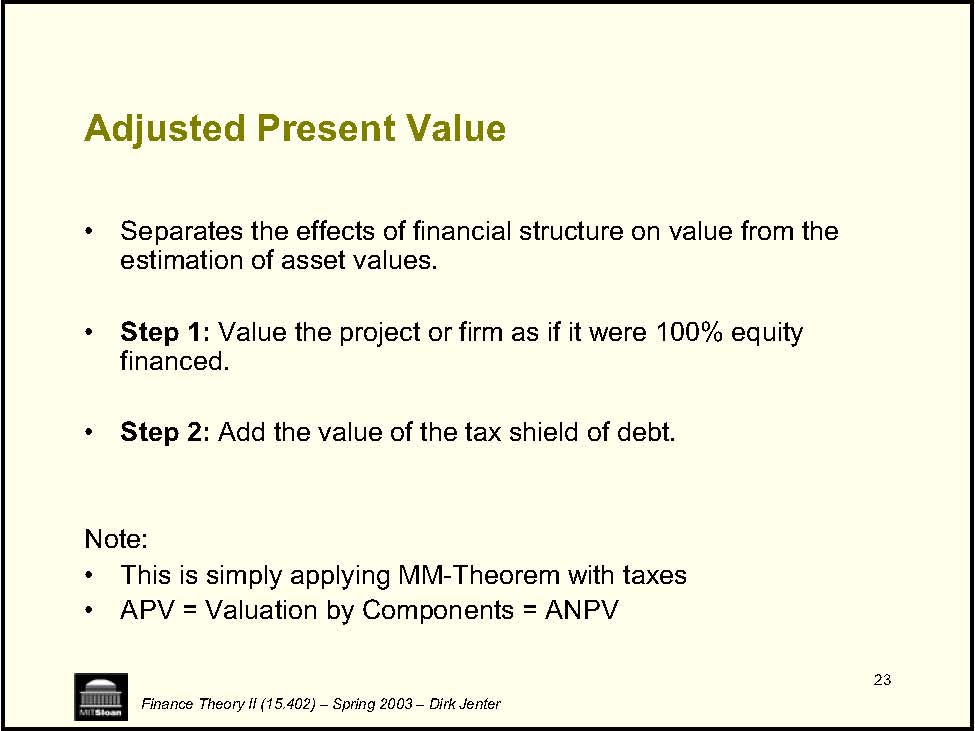 Adjusted Present Value
• Separates the effects of financial structure on value from the
estimation of asset values.
• Step 1: Value the project or firm as if it were 100% equity
financed.
• Step 2: Add the value of the tax shield of debt.
Note:
• This is simply applying MM-Theorem with taxes
• APV = Valuation by Components = ANPV
23
MITSloan
Finance Theory II (15.402) – Spring 2003 – Dirk Jenter